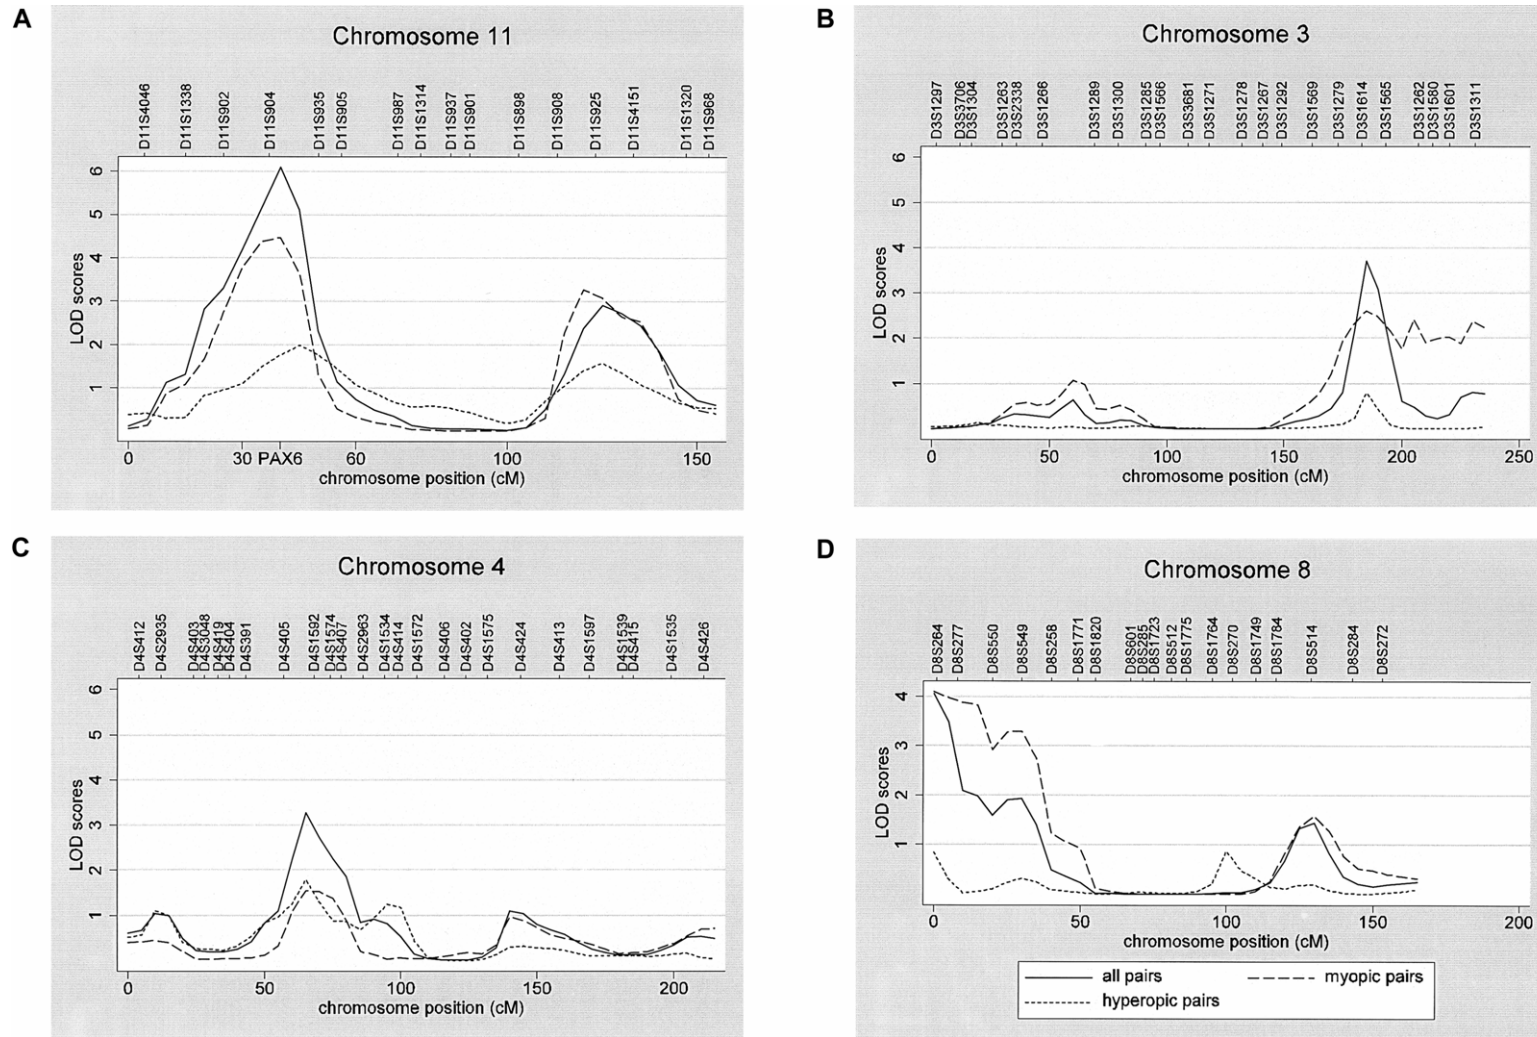 A
Chromosome 11
D11S4046
D11S1338
D11S902
D11S904
D11S935
D11S905
D11S987
D11S1314
D11S937
D11S901
D11S898
D11S908
D11S925
D11S4151
D11S1320
D11S968
LOD scores
6
5
4
3
2
1
0 30 PAX6 60 100 150
chromosome position (cM)
B
Chromosome 3
D3S1297
D3S3706
D3S1304
D3S1263
D3S2338
D3S1266
D3S1289
D3S1300
D3S1285
D3S1566
D3S3681
D3S1271
D3S1278
D3S1267
D3S1292
D3S1569
D3S1279
D3S1614
D3S1565
D3S1262
D3S1580
D3S1601
D3S1311
LOD scores
6
5
4
3
2
1
0 50 100 150 200 250
chromosome position (cM)
C
Chromosome 4
D4S412
D4S2935
D4S403
D4S3048
D4S419
D4S404
D4S391
D4S405
D4S1592
D4S1574
D4S407
D4S2963
D4S1534
D4S414
D4S1572
D4S406
D4S402
D4S1575
D4S424
D4S413
D4S1597
D4S1539
D4S415
D4S1535
D4S426
LOD scores
6
5
4
3
2
1
0 50 100 150 200
chromosome position (cM)
D
Chromosome 8
D8S264
D8S277
D8S550
D8S549
D8S258
D8S1771
D8S1820
D8S601
D8S285
D8S1723
D8S512
D8S1775
D8S1764
D8S270
D8S1749
D8S1784
D8S514
D8S284
D8S272
LOD scores
4
3
2
1
0 50 100 150 200
chromosome position (cM)
all pairs
myopic pairs
hyperopic pairs